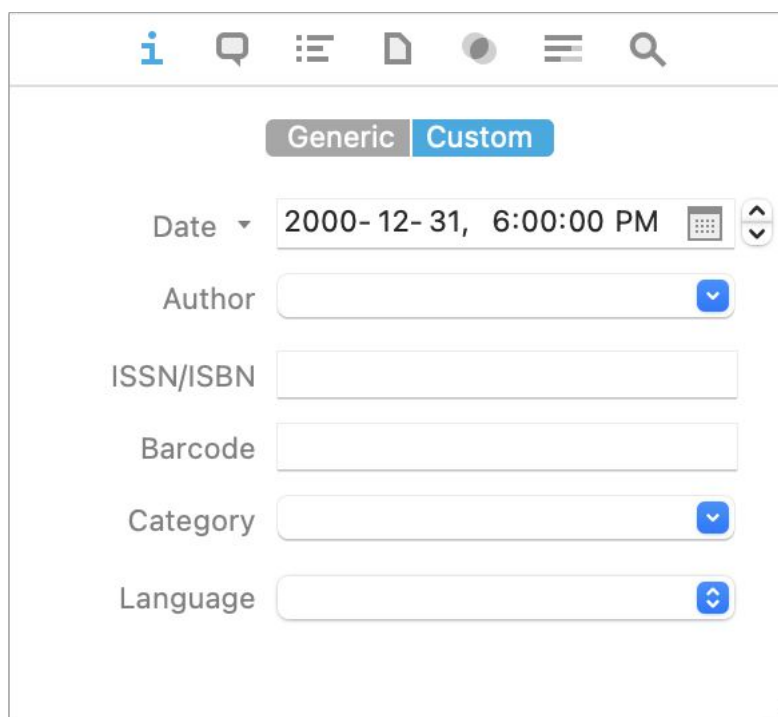 Generic Custom
Date 2000-12-31, 6:00:00 PM
Author
ISSN/ISBN
Barcode
Category
Language